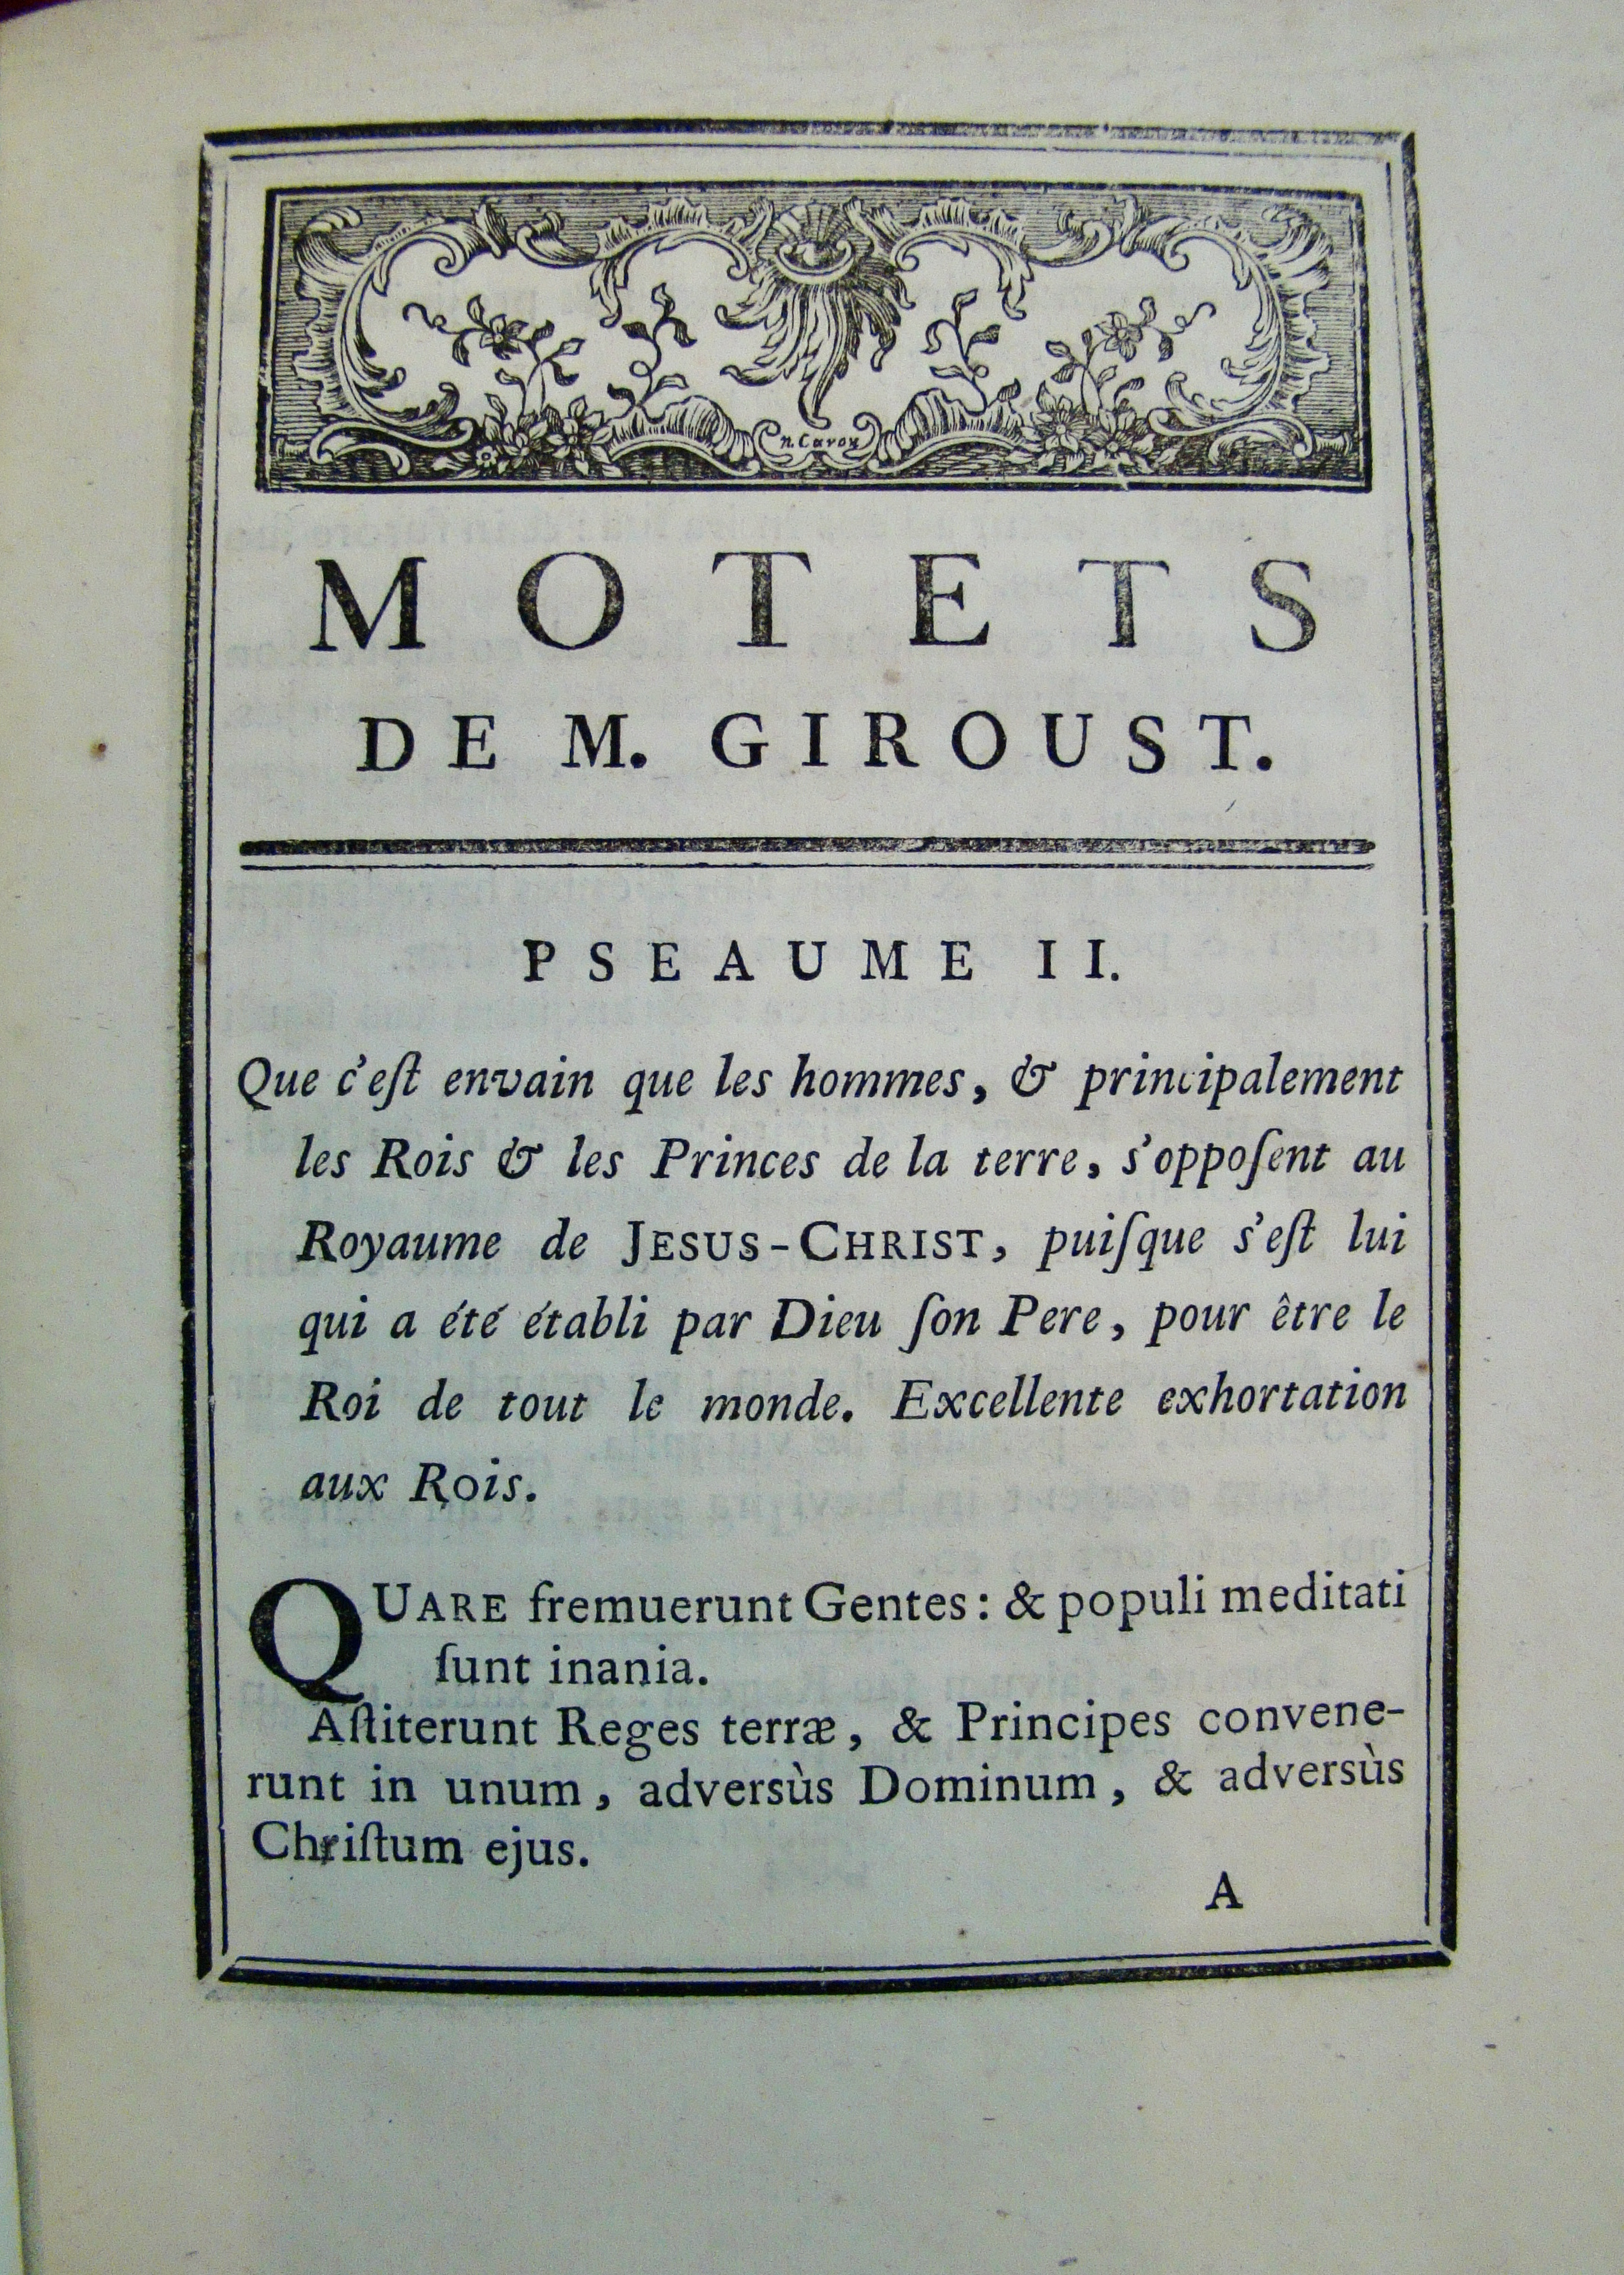 n. Caron
MOTETS
DE M. GIROUST.
PSEAUME II.
Que c'eſt envain que les hommes, & principalement
les Rois & les Princes de la terre, s'oppoſent au
Royaume de JESUS-CHRIST, puiſque s'eſt lui
qui a été établi par Dieu ſon Pere, pour être le
Roi de tout le monde. Excellente exhortation
aux Rois.
QUARE fremuerunt Gentes : & populi meditati
ſunt inania.
Aſtiterunt Reges terræ, & Principes convene-
runt in unum, adversùs Dominum, & adversùs
Chriſtum ejus.
A